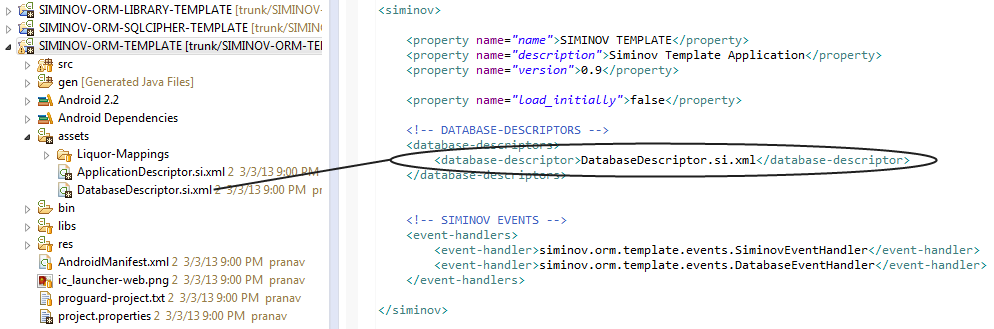 SIMINOV-ORM-LIBRARY-TEMPLATE [trunk/SIMINOV-OR
SIMINOV-ORM-SQLCIPHER-TEMPLATE [trunk/SIMINOV-
SIMINOV-ORM-TEMPLATE [trunk/SIMINOV-ORM-TEI
src
gen [Generated Java Files]
Android 2.2
Android Dependencies
assets
Liquor-Mappings
ApplicationDescriptor.si.xml 2 3/3/13 9:00 PM
DatabaseDescriptor.si.xml 2 3/3/13 9:00 PM
bin
libs
res
AndroidManifest.xml 2 3/3/13 9:00 PM pranav
ic_launcher-web.png 2 3/3/13 9:00 PM pranav
proguard-project.txt 2 3/3/13 9:00 PM pranav
project.properties 2 3/3/13 9:00 PM pranav
<siminov>
<property name="name">SIMINOV TEMPLATE</property>
<property name="description">Siminov Template Application</property>
<property name="version">0.9</property>
<property name="load_initially">false</property>
<!-- DATABASE-DESCRIPTORS -->
<database-descriptors>
<database-descriptor>DatabaseDescriptor.si.xml</database-descriptor>
</database-descriptors>
<!-- SIMINOV EVENTS -->
<event-handlers>
<event-handler>siminov.orm.template.events.SiminovEventHandler</event-handler>
<event-handler>siminov.orm.template.events.DatabaseEventHandler</event-handler>
</event-handlers>
</siminov>